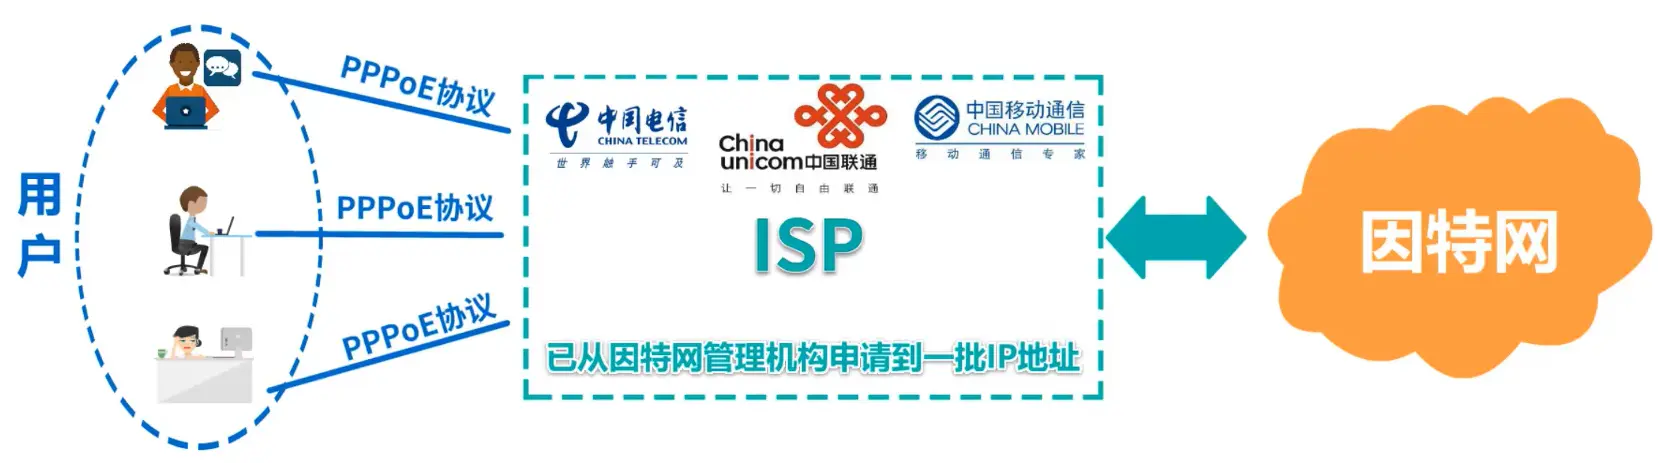 用户
PPPoE协议
PPPoE协议
PPPoE协议
中国电信
CHINA TELECOM
世界触手可及
China
unicom中国联通
让一切自由联通
中国移动通信
CHINA MOBILE
移动通信专家
ISP
已从因特网管理机构申请到一批IP地址
因特网